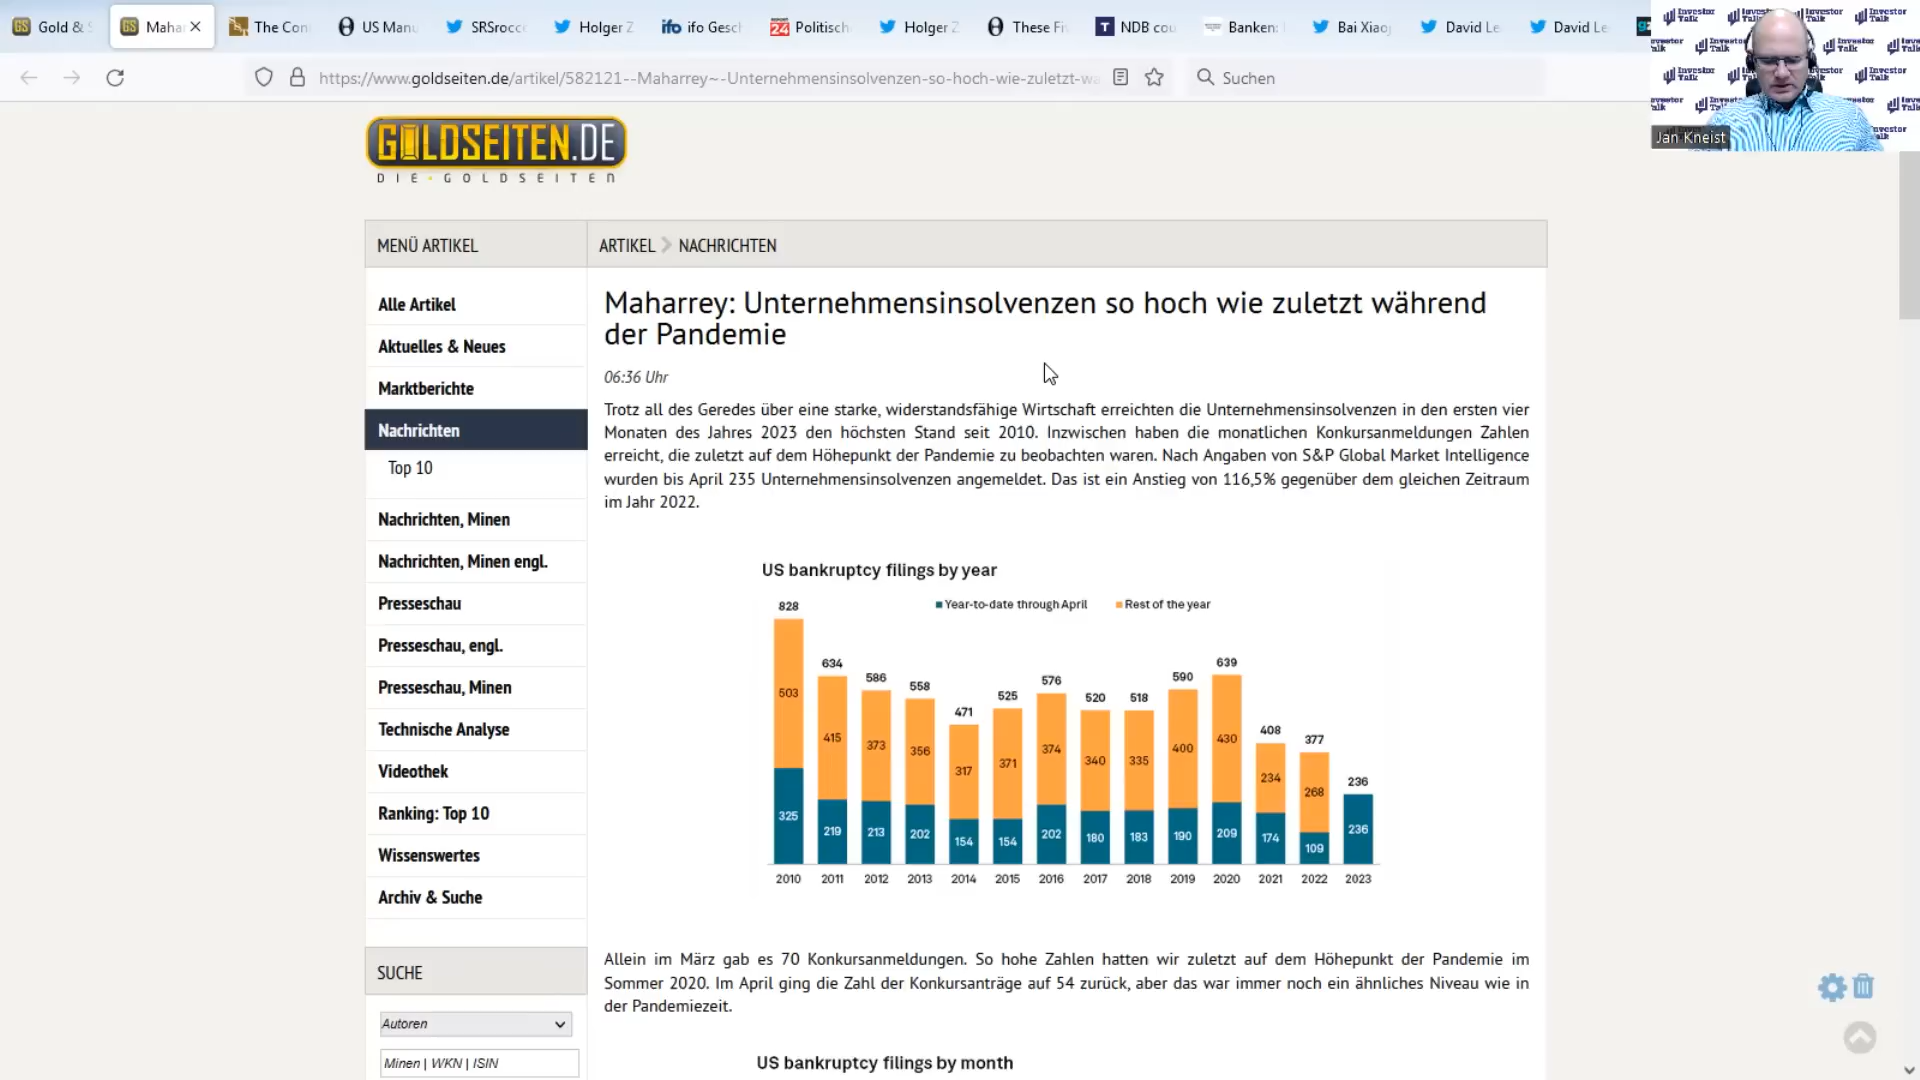 Gold & S
Maha
The Con
US Manu
SRSrocc
Holger Z
ifo ifo Gesch
REPORT 24 Politisch
Holger Z
These Fi
T NDB cou
Banken:
Bai Xiao
David Le
David Le
https://www.goldseiten.de/artikel/582121--Maharrey~-Unternehmensinsolvenzen-so-hoch-wie-zuletzt-wa
Suchen
Investor Talk
Jan Kneist
GOLDSEITEN.DE
DIE·GOLDSEITEN
MENÜ ARTIKEL
ARTIKEL
NACHRICHTEN
Alle Artikel
Aktuelles & Neues
Marktberichte
Nachrichten
Top 10
Nachrichten, Minen
Nachrichten, Minen engl.
Presseschau
Presseschau, engl.
Presseschau, Minen
Technische Analyse
Videothek
Ranking: Top 10
Wissenswertes
Archiv & Suche
SUCHE
Autoren
Minen | WKN | ISIN
Maharrey: Unternehmensinsolvenzen so hoch wie zuletzt während
der Pandemie
06:36 Uhr
Trotz all des Geredes über eine starke, widerstandsfähige Wirtschaft erreichten die Unternehmensinsolvenzen in den ersten vier
Monaten des Jahres 2023 den höchsten Stand seit 2010. Inzwischen haben die monatlichen Konkursanmeldungen Zahlen
erreicht, die zuletzt auf dem Höhepunkt der Pandemie zu beobachten waren. Nach Angaben von S&P Global Market Intelligence
wurden bis April 235 Unternehmensinsolvenzen angemeldet. Das ist ein Anstieg von 116,5% gegenüber dem gleichen Zeitraum
im Jahr 2022.
US bankruptcy filings by year
Year-to-date through April
Rest of the year
828 634 586 558 471 525 576 520 518 590 639 408 377 236
503 415 373 356 317 371 374 340 335 400 430 234 268
325 219 213 202 154 154 202 180 183 190 209 174 109 236
2010 2011 2012 2013 2014 2015 2016 2017 2018 2019 2020 2021 2022 2023
Allein im März gab es 70 Konkursanmeldungen. So hohe Zahlen hatten wir zuletzt auf dem Höhepunkt der Pandemie im
Sommer 2020. Im April ging die Zahl der Konkursanträge auf 54 zurück, aber das war immer noch ein ähnliches Niveau wie in
der Pandemiezeit.
US bankruptcy filings by month